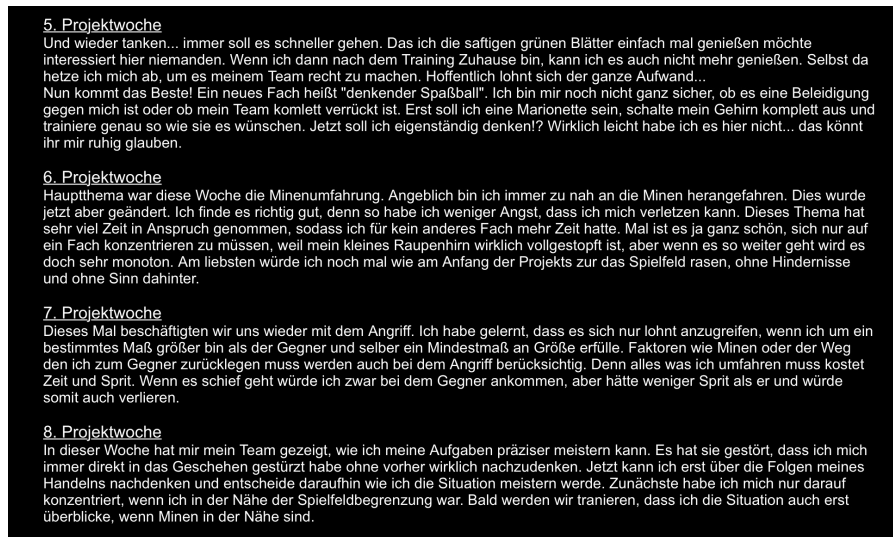 5. Projektwoche
Und wieder tanken... immer soll es schneller gehen. Das ich die saftigen grünen Blätter einfach mal genießen möchte
interessiert hier niemanden. Wenn ich dann nach dem Training Zuhause bin, kann ich es auch nicht mehr genießen. Selbst da
hetze ich mich ab, um es meinem Team recht zu machen. Hoffentlich lohnt sich der ganze Aufwand...
Nun kommt das Beste! Ein neues Fach heißt "denkender Spaßball". Ich bin mir noch nicht ganz sicher, ob es eine Beleidigung
gegen mich ist oder ob mein Team komlett verrückt ist. Erst soll ich eine Marionette sein, schalte mein Gehirn komplett aus und
trainiere genau so wie sie es wünschen. Jetzt soll ich eigenständig denken!? Wirklich leicht habe ich es hier nicht... das könnt
ihr mir ruhig glauben.
6. Projektwoche
Hauptthema war diese Woche die Minenumfahrung. Angeblich bin ich immer zu nah an die Minen herangefahren. Dies wurde
jetzt aber geändert. Ich finde es richtig gut, denn so habe ich weniger Angst, dass ich mich verletzen kann. Dieses Thema hat
sehr viel Zeit in Anspruch genommen, sodass ich für kein anderes Fach mehr Zeit hatte. Mal ist es ja ganz schön, sich nur auf
ein Fach konzentrieren zu müssen, weil mein kleines Raupenhirn wirklich vollgestopft ist, aber wenn es so weiter geht wird es
doch sehr monoton. Am liebsten würde ich noch mal wie am Anfang der Projekts zur das Spielfeld rasen, ohne Hindernisse
und ohne Sinn dahinter.
7. Projektwoche
Dieses Mal beschäftigten wir uns wieder mit dem Angriff. Ich habe gelernt, dass es sich nur lohnt anzugreifen, wenn ich um ein
bestimmtes Maß größer bin als der Gegner und selber ein Mindestmaß an Größe erfülle. Faktoren wie Minen oder der Weg
den ich zum Gegner zurücklegen muss werden auch bei dem Angriff berücksichtig. Denn alles was ich umfahren muss kostet
Zeit und Sprit. Wenn es schief geht würde ich zwar bei dem Gegner ankommen, aber hätte weniger Sprit als er und würde
somit auch verlieren.
8. Projektwoche
In dieser Woche hat mir mein Team gezeigt, wie ich meine Aufgaben präziser meistern kann. Es hat sie gestört, dass ich mich
immer direkt in das Geschehen gestürzt habe ohne vorher wirklich nachzudenken. Jetzt kann ich erst über die Folgen meines
Handelns nachdenken und entscheide daraufhin wie ich die Situation meistern werde. Zunächste habe ich mich nur darauf
konzentriert, wenn ich in der Nähe der Spielfeldbegrenzung war. Bald werden wir tranieren, dass ich die Situation auch erst
überblicke, wenn Minen in der Nähe sind.